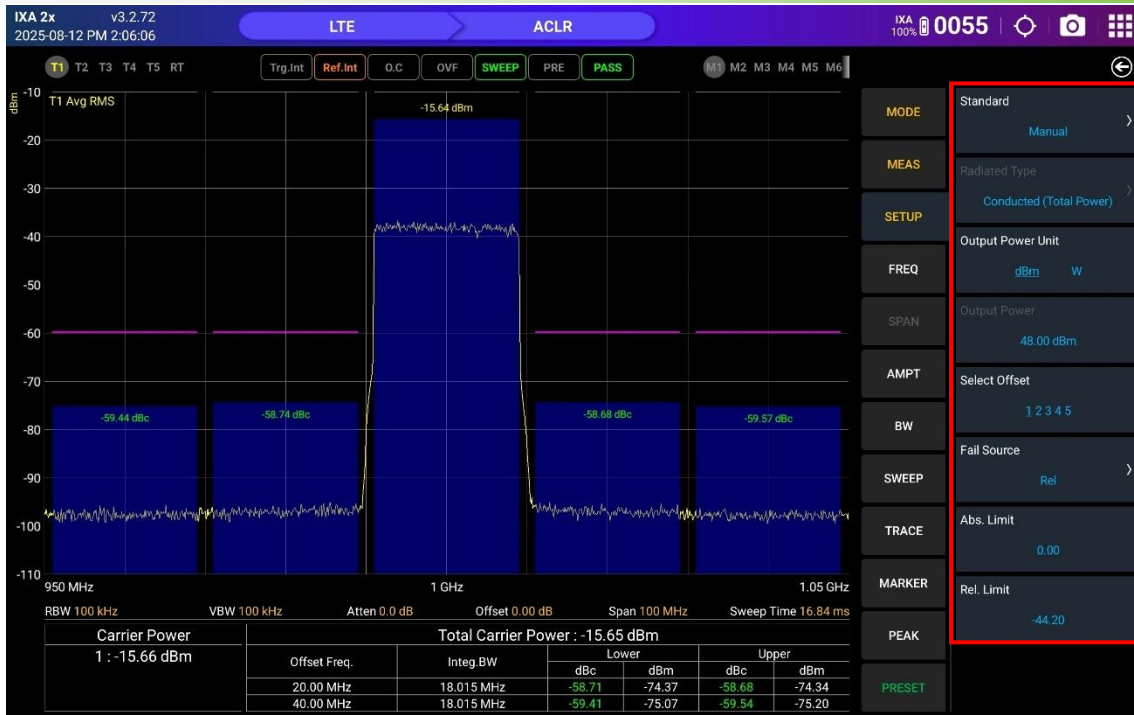 IXA 2x v3.2.72
2025-08-12 PM 2:06:06
LTE
ACLR
IXA
100%
0055
T1 T2 T3 T4 T5 RT
Trg.Int Ref.Int O.C OVF SWEEP PRE PASS
M1 M2 M3 M4 M5 M6
dBm
T1 Avg RMS
-10
-20
-30
-40
-50
-60
-70
-80
-90
-100
-110
-15.64 dBm
-59.44 dBc
-58.74 dBc
-58.68 dBc
-59.57 dBc
950 MHz
1 GHz
1.05 GHz
RBW 100 kHz VBW 100 kHz Atten 0.0 dB Offset 0.00 dB Span 100 MHz Sweep Time 16.84 ms
Carrier Power
1 : -15.66 dBm
Total Carrier Power : -15.65 dBm
Offset Freq. Integ.BW Lower Upper
dBc dBm dBc dBm
20.00 MHz 18.015 MHz -58.71 -74.37 -58.68 -74.34
40.00 MHz 18.015 MHz -59.41 -75.07 -59.54 -75.20
MODE
MEAS
SETUP
FREQ
SPAN
AMPT
BW
SWEEP
TRACE
MARKER
PEAK
PRESET
Standard
Manual
Radiated Type
Conducted (Total Power)
Output Power Unit
dBm W
Output Power
48.00 dBm
Select Offset
1 2 3 4 5
Fail Source
Rel
Abs. Limit
0.00
Rel. Limit
-44.20